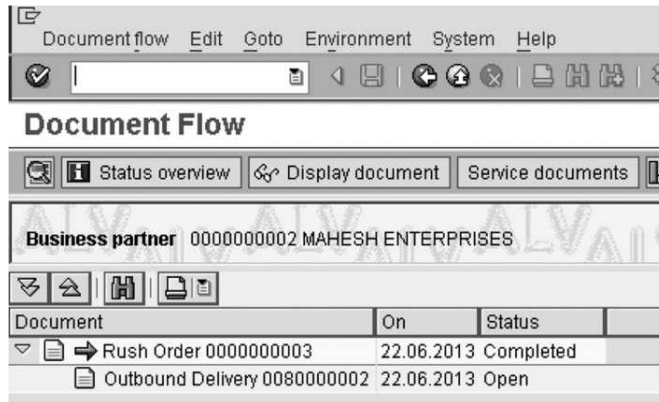 Document flow Edit Goto Environment System Help
Document Flow
Status overview Display document Service documents
Business partner 0000000002 MAHESH ENTERPRISES
Document On Status
Rush Order 0000000003 22.06.2013 Completed
Outbound Delivery 0080000002 22.06.2013 Open